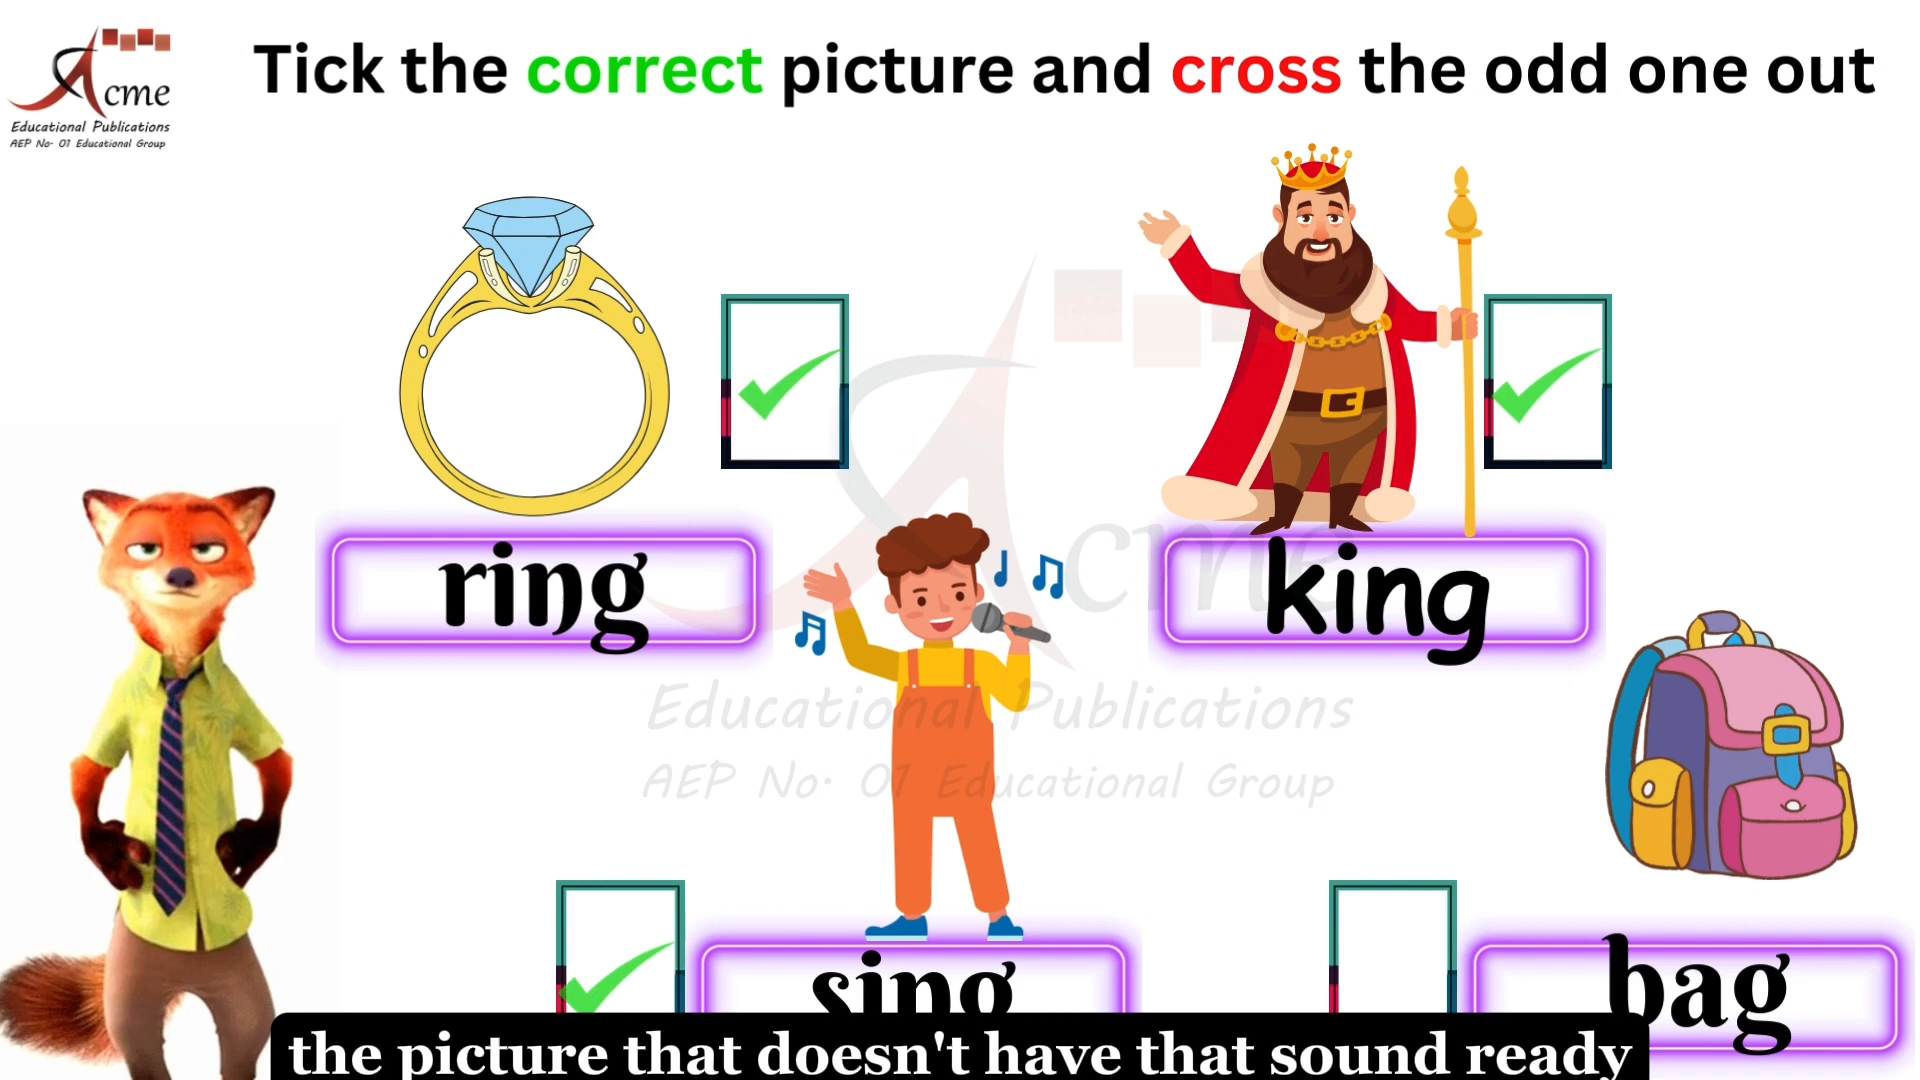 Tick the correct picture and cross the odd one out
Acme
Educational Publications
AEP No. 01 Educational Group
ring
king
Acme
Educational Publications
AEP No. 01 Educational Group
sing
bag
the picture that doesn't have that sound ready